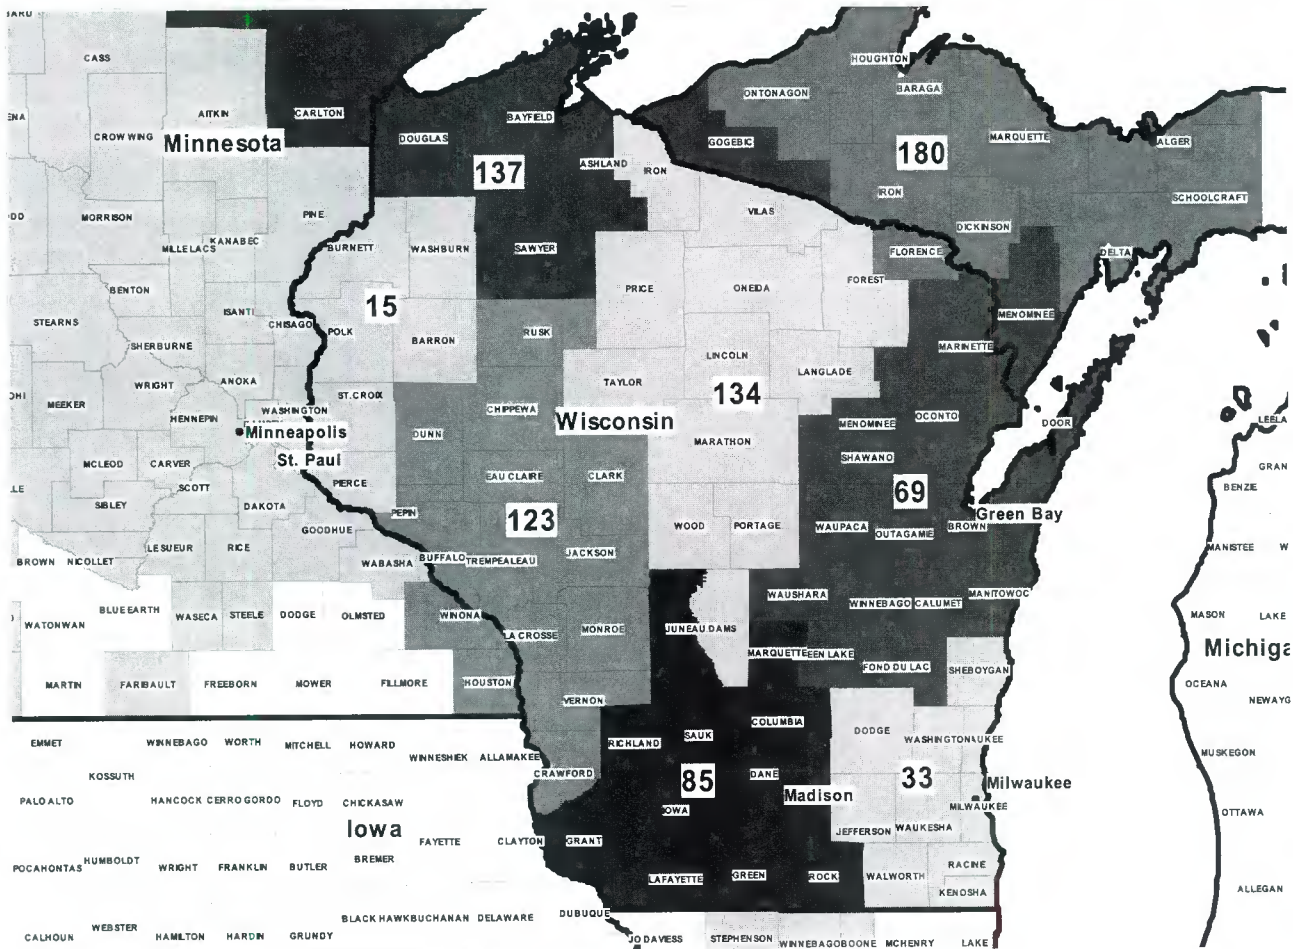 CASS
HOUGHTON
ONTONAGON
BARAGA
AITKIN
CARLTON
BAYFIELD
CROW WING
Minnesota
DOUGLAS
GOGEBIC
MARQUETTE
ALGER
180
137
ASHLAND
IRON
IRON
SCHOOLCRAFT
MORRISON
PINE
VILAS
DICKINSON
MILLE LACS
KANABEC
BURNETT
WASHBURN
SAWYER
FLORENCE
DELTA
BENTON
PRICE
ONEIDA
FOREST
15
ISANTI
STEARNS
CHISAGO
POLK
RUSK
MENOMINEE
SHERBURNE
BARRON
MARINETTE
LINCOLN
WRIGHT
ANOKA
TAYLOR
LANGLADE
MEEKER
ST. CROIX
134
HENNEPIN
WASHINGTON
CHIPPEWA
Wisconsin
OCONTO
MENOMINEE
DOOR
LEELA
Minneapolis
DUNN
MARATHON
St. Paul
SHAWANO
MCLEOD
CARVER
GRAN
SCOTT
PIERCE
EAU CLAIRE
CLARK
69
BENZIE
SIBLEY
DAKOTA
PEPIN
123
Green Bay
GOODHUE
WOOD
PORTAGE
WAUPACA
OUTAGAMIE
BROWN
LESUEUR
RICE
BROWN
NICOLLET
WABASHA
BUFFALO
TREMPEALEAU
JACKSON
MANISTEE
W
WAUSHARA
WINNEBAGO
CALUMET
MANITOWOC
BLUE EARTH
WASECA
STEELE
DODGE
OLMSTED
WINONA
MASON
LAKE
WATONWAN
LA CROSSE
MONROE
JUNEAU
DAMS
MARQUETTE
EEN LAKE
FOND DU LAC
SHEBOYGAN
Michiga
MARTIN
FARIBAULT
FREEBORN
MOWER
FILLMORE
HOUSTON
OCEANA
VERNON
NEWAYG
COLUMBIA
DODGE
WASHINGTON
AUKEE
EMMET
WINNEBAGO
WORTH
MITCHELL
HOWARD
WINNESHIEK
ALLAMAKEE
RICHLAND
SAUK
MUSKEGON
KOSSUTH
CRAWFORD
85
DANE
33
Milwaukee
Madison
PALO ALTO
HANCOCK
CERRO GORDO
FLOYD
CHICKASAW
IOWA
MILWAUKEE
OTTAWA
Iowa
FAYETTE
CLAYTON
GRANT
JEFFERSON
WAUKESHA
POCAHONTAS
HUMBOLDT
WRIGHT
FRANKLIN
BUTLER
BREMER
LAFAYETTE
GREEN
ROCK
WALWORTH
RACINE
KENOSHA
ALLEGAN
BLACK HAWK
BUCHANAN
DELAWARE
DUBUQUE
CALHOUN
WEBSTER
HAMILTON
HARDIN
GRUNDY
JO DAVIESS
STEPHENSON
WINNEBAGO
BOONE
MCHENRY
LAKE